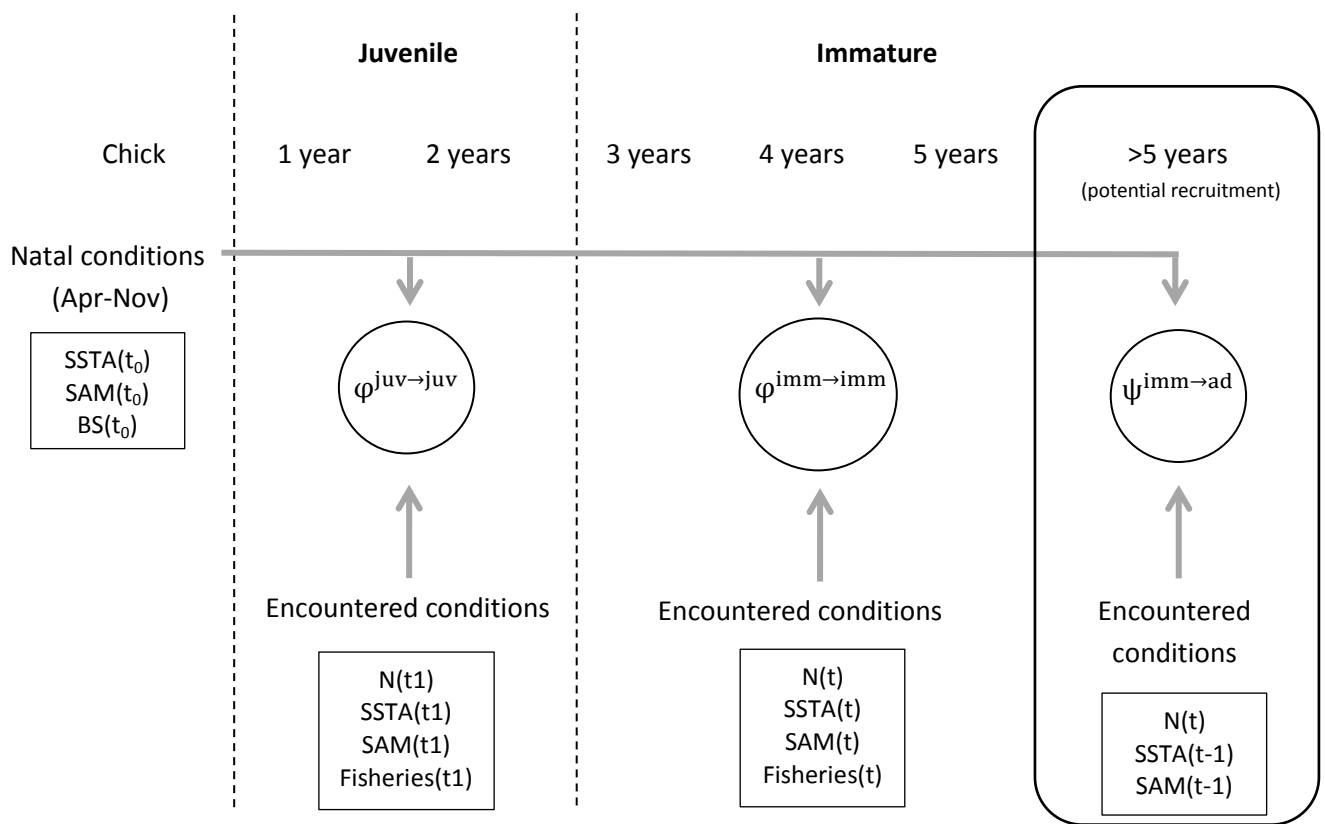 Juvenile
Immature
Chick
1 year
2 years
3 years
4 years
5 years
>5 years
(potential recruitment)
Natal conditions
(Apr-Nov)
SSTA(t₀)
SAM(t₀)
BS(t₀)
φ^juv→juv
φ^imm→imm
ψ^imm→ad
Encountered conditions
N(t1)
SSTA(t1)
SAM(t1)
Fisheries(t1)
Encountered conditions
N(t)
SSTA(t)
SAM(t)
Fisheries(t)
Encountered
conditions
N(t)
SSTA(t-1)
SAM(t-1)